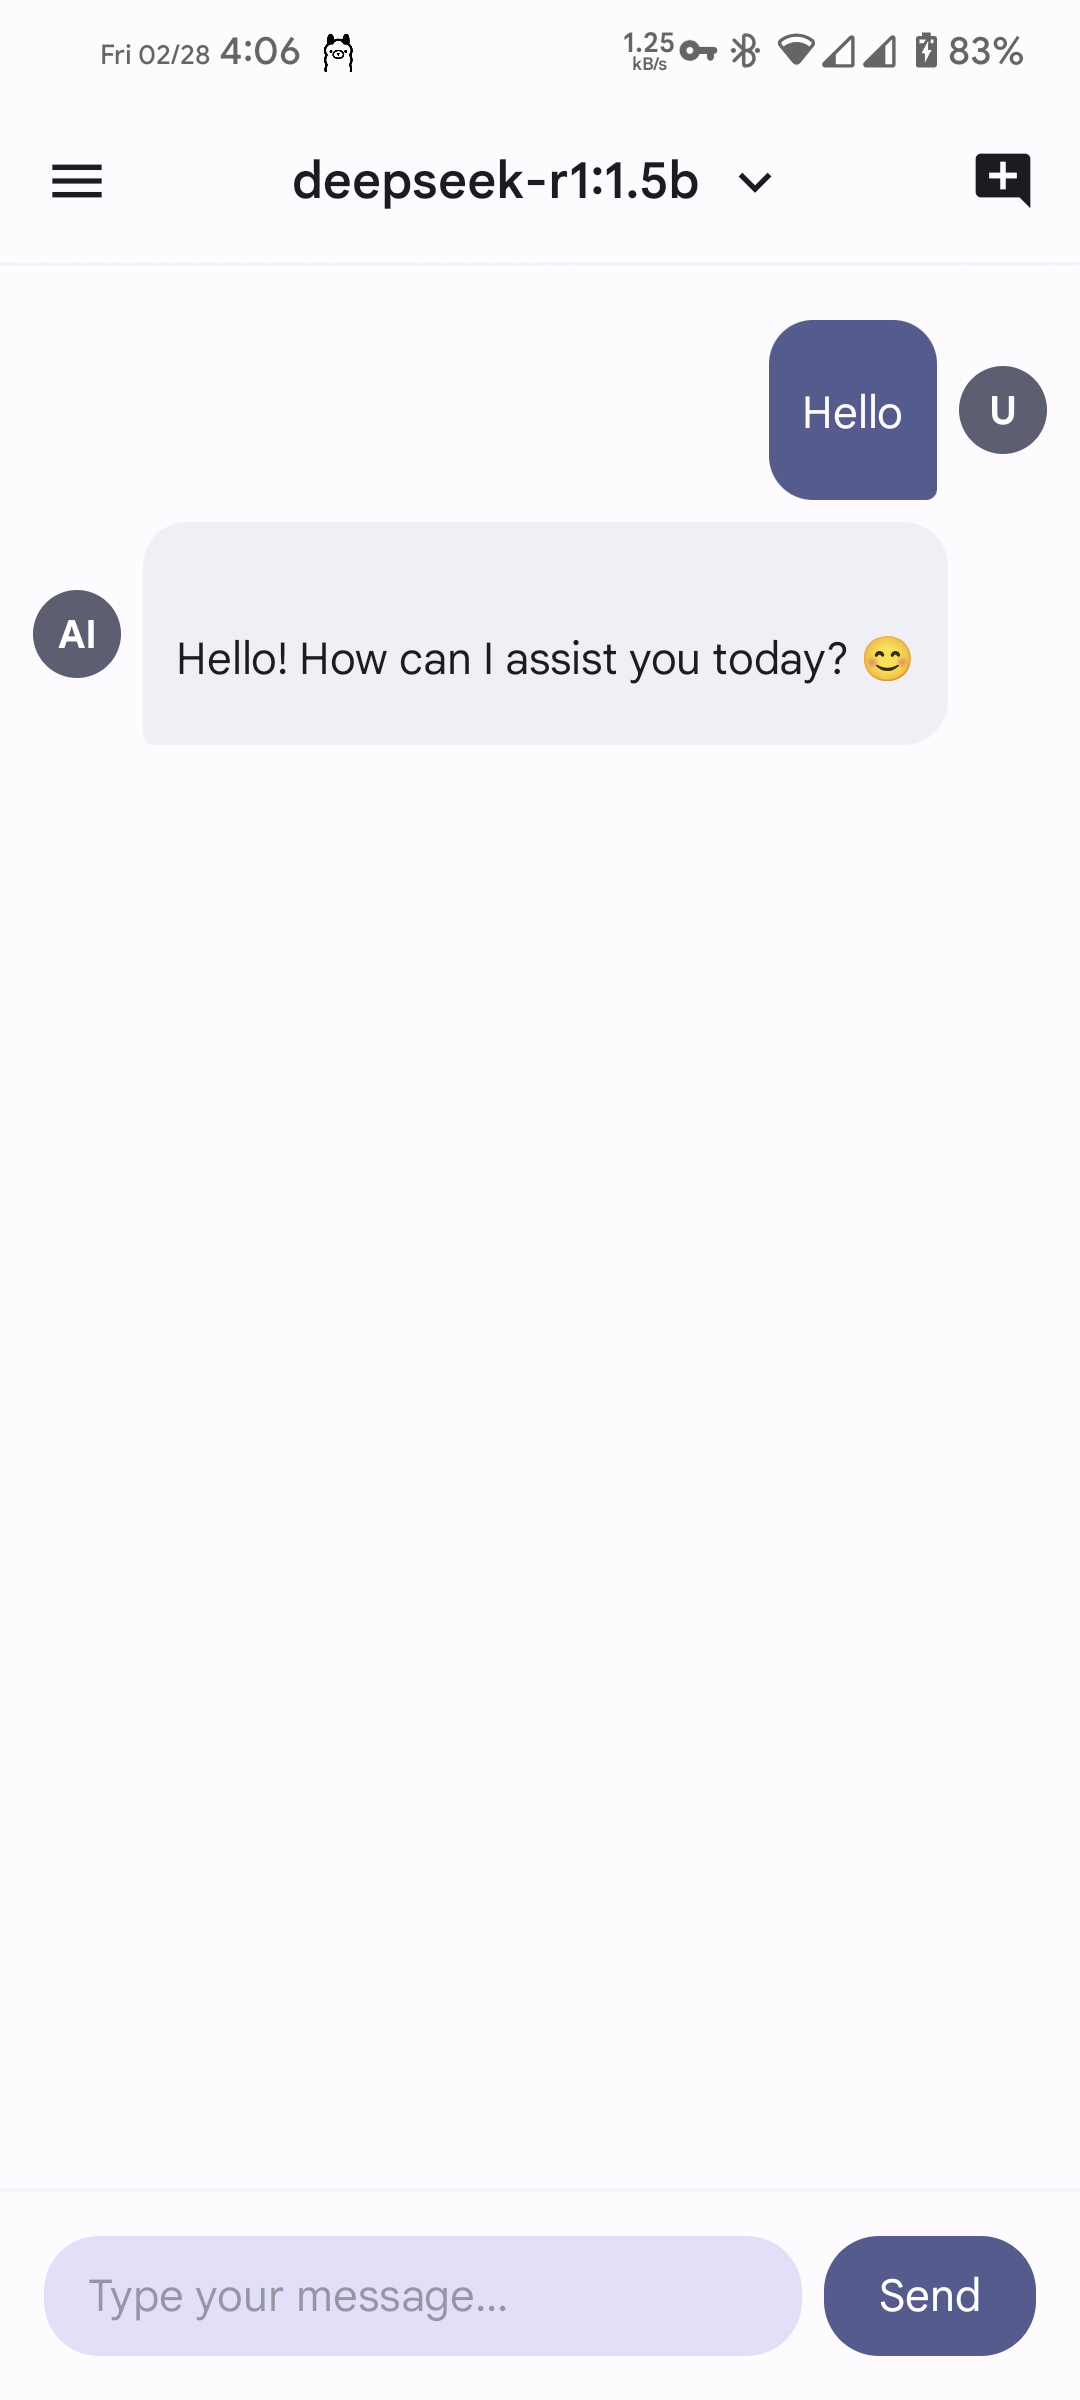 Fri 02/28 4:06 1.25 kB/s 83%
deepseek-r1:1.5b
Hello
U
AI
Hello! How can I assist you today? 😊
Type your message...
Send